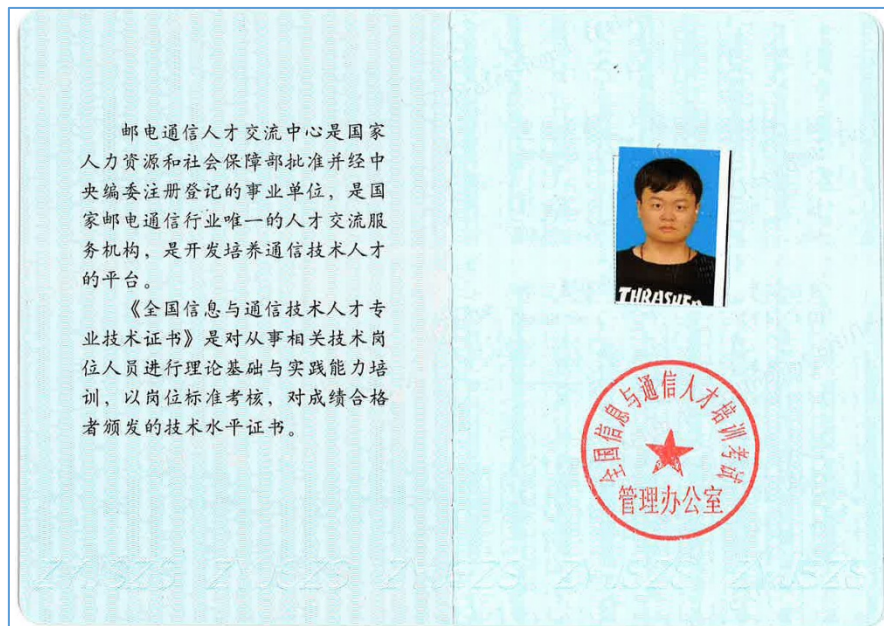 邮电通信人才交流中心是国家
人力资源和社会保障部批准并经中
央编委注册登记的事业单位，是国
家邮电通信行业唯一的人才交流服
务机构，是开发培养通信技术人才
的平台。
《全国信息与通信技术人才专
业技术证书》是对从事相关技术岗
位人员进行理论基础与实践能力培
训，以岗位标准考核，对成绩合格
者颁发的技术水平证书。
THRASHER
全国信息与通信人才培训考试
管理办公室
ZYJSZS ZYJSZS ZYJSZS ZYJSZS ZYJSZS